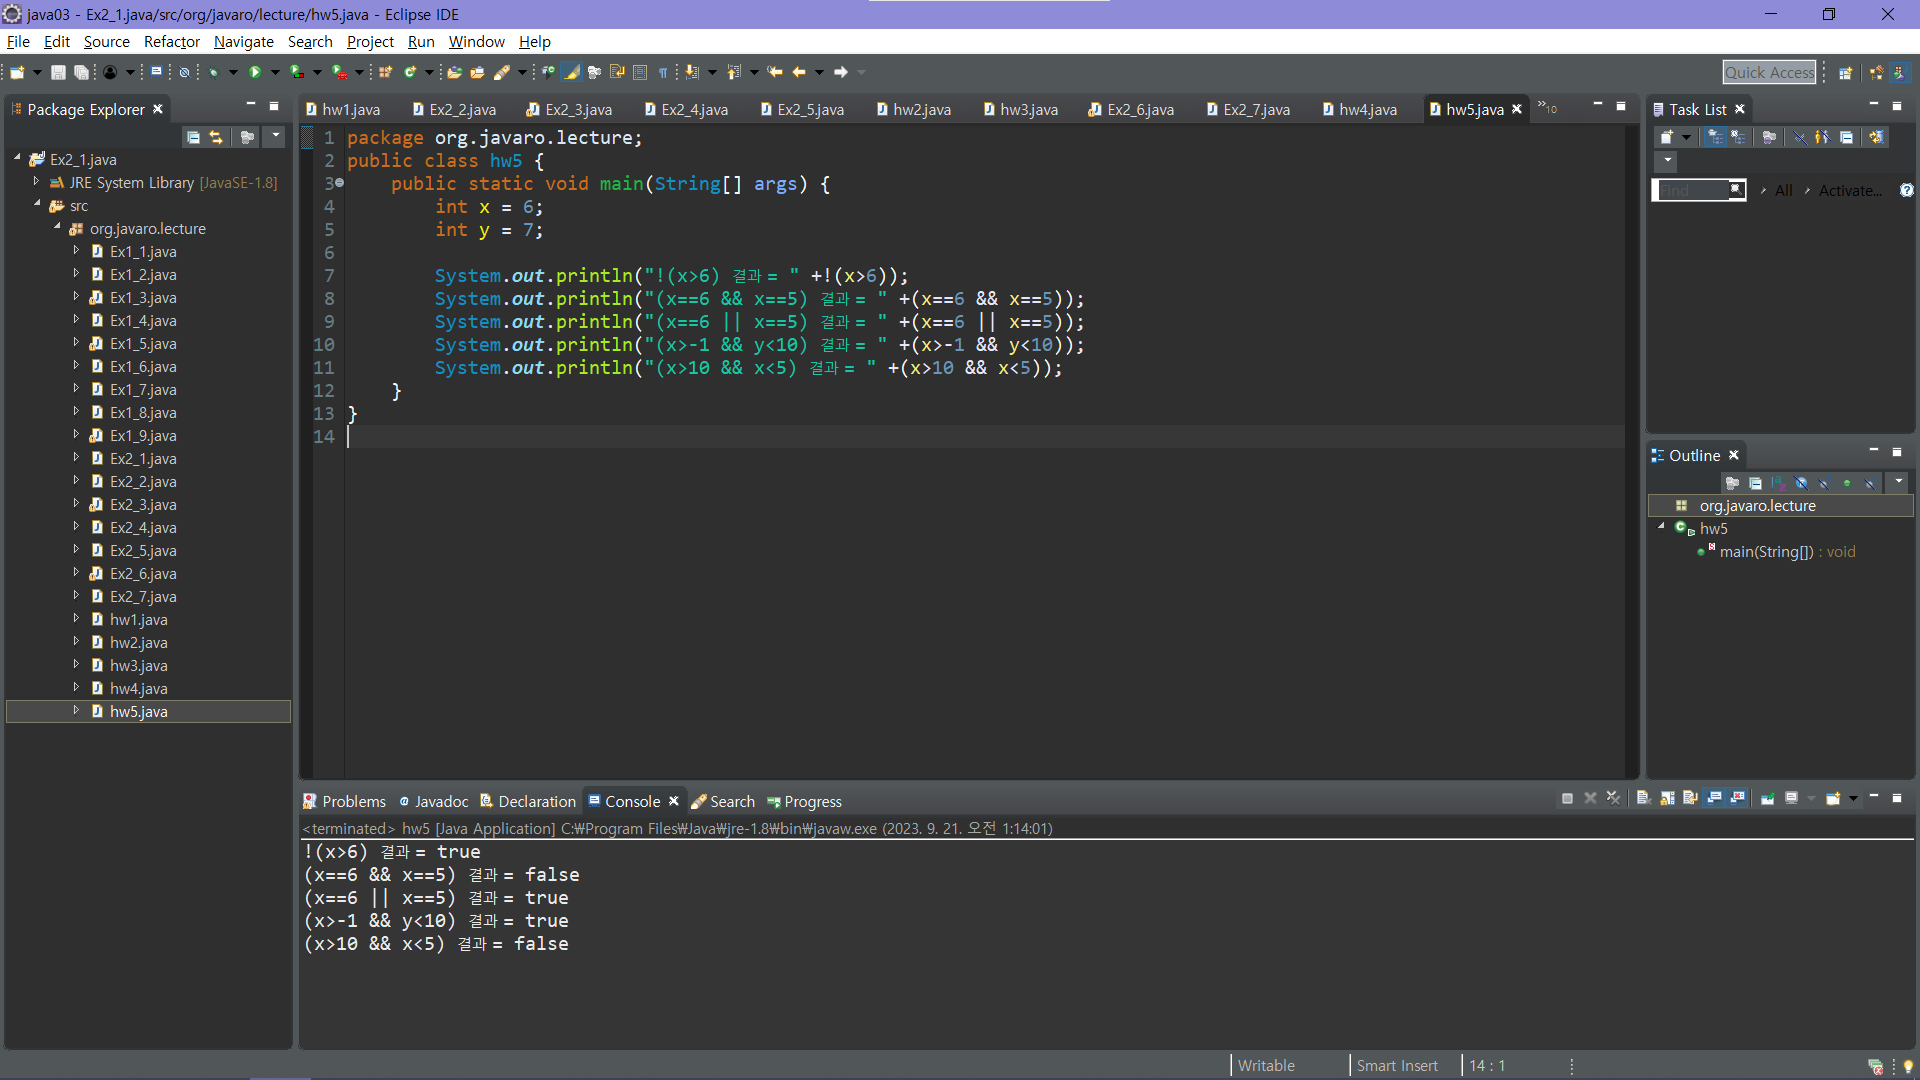 java03 - Ex2_1.java/src/org/javaro/lecture/hw5.java - Eclipse IDE
File Edit Source Refactor Navigate Search Project Run Window Help
Quick Access
Package Explorer
Ex2_1.java
JRE System Library [JavaSE-1.8]
src
org.javaro.lecture
Ex1_1.java
Ex1_2.java
Ex1_3.java
Ex1_4.java
Ex1_5.java
Ex1_6.java
Ex1_7.java
Ex1_8.java
Ex1_9.java
Ex2_1.java
Ex2_2.java
Ex2_3.java
Ex2_4.java
Ex2_5.java
Ex2_6.java
Ex2_7.java
hw1.java
hw2.java
hw3.java
hw4.java
hw5.java
hw1.java Ex2_2.java Ex2_3.java Ex2_4.java Ex2_5.java hw2.java hw3.java Ex2_6.java Ex2_7.java hw4.java hw5.java »10
1 package org.javaro.lecture;
2 public class hw5 {
3 public static void main(String[] args) {
4 int x = 6;
5 int y = 7;
6
7 System.out.println("!(x>6) 결과 = " +!(x>6));
8 System.out.println("(x==6 && x==5) 결과 = " +(x==6 && x==5));
9 System.out.println("(x==6 || x==5) 결과 = " +(x==6 || x==5));
10 System.out.println("(x>-1 && y<10) 결과 = " +(x>-1 && y<10));
11 System.out.println("(x>10 && x<5) 결과 = " +(x>10 && x<5));
12 }
13 }
14
Task List
Find All Activate...
Outline
org.javaro.lecture
hw5
main(String[]) : void
Problems Javadoc Declaration Console Search Progress
<terminated> hw5 [Java Application] C:₩Program Files₩Java₩jre-1.8₩bin₩javaw.exe (2023. 9. 21. 오전 1:14:01)
!(x>6) 결과 = true
(x==6 && x==5) 결과 = false
(x==6 || x==5) 결과 = true
(x>-1 && y<10) 결과 = true
(x>10 && x<5) 결과 = false
Writable Smart Insert 14 : 1